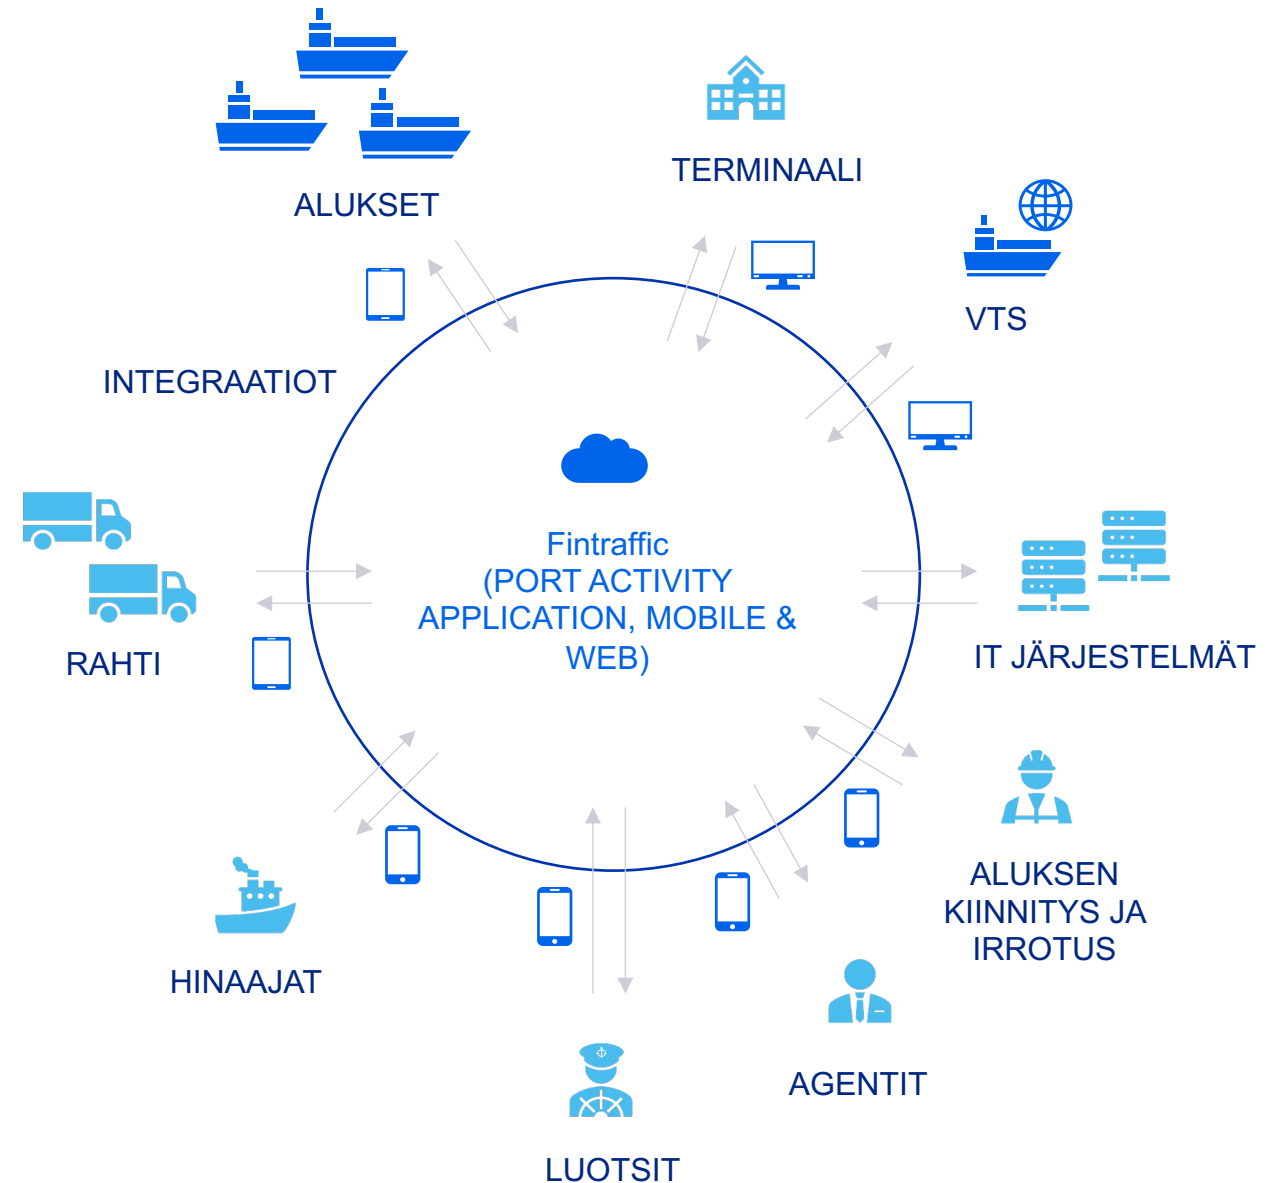 TERMINAALI
ALUKSET
VTS
INTEGRAATIOT
Fintraffic
(PORT ACTIVITY
APPLICATION, MOBILE &
WEB)
RAHTI
IT JÄRJESTELMÄT
ALUKSEN
KIINNITYS JA
IRROTUS
HINAAJAT
AGENTIT
LUOTSIT